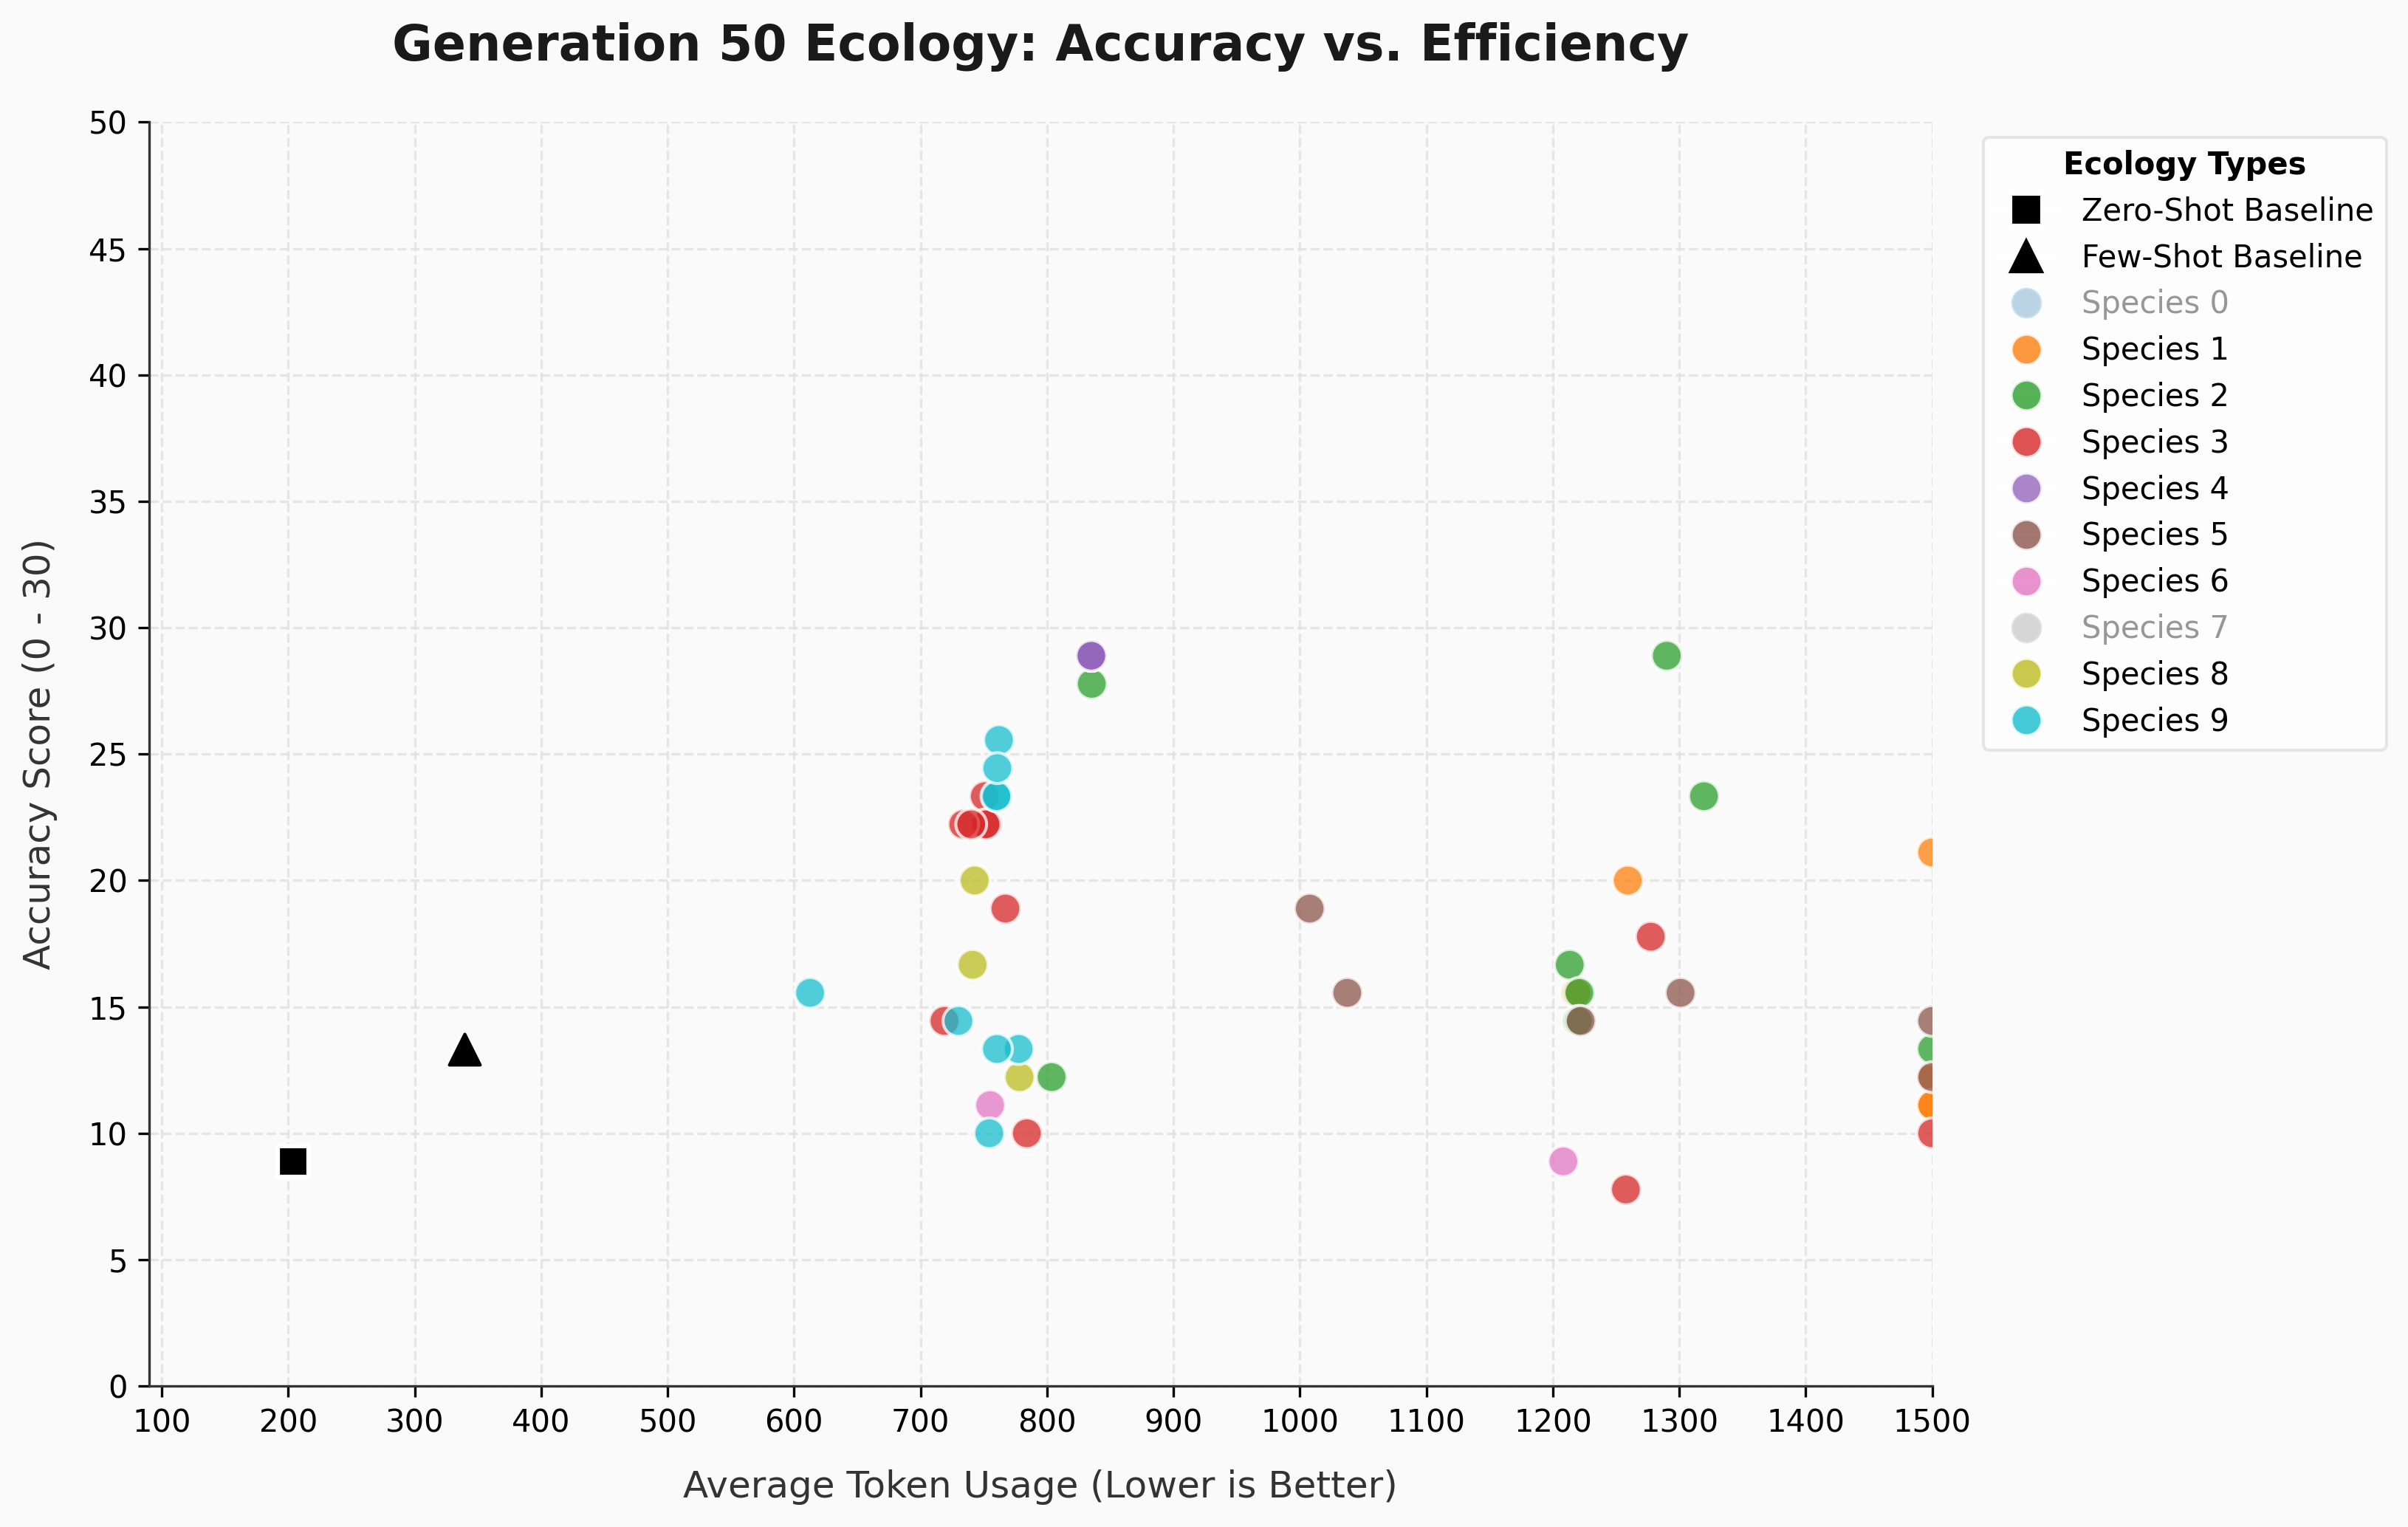 Generation 50 Ecology: Accuracy vs. Efficiency
50
45
40
35
30
25
20
15
10
5
0
Accuracy Score (0 - 30)
100 200 300 400 500 600 700 800 900 1000 1100 1200 1300 1400 1500
Average Token Usage (Lower is Better)
Ecology Types
Zero-Shot Baseline
Few-Shot Baseline
Species 0
Species 1
Species 2
Species 3
Species 4
Species 5
Species 6
Species 7
Species 8
Species 9